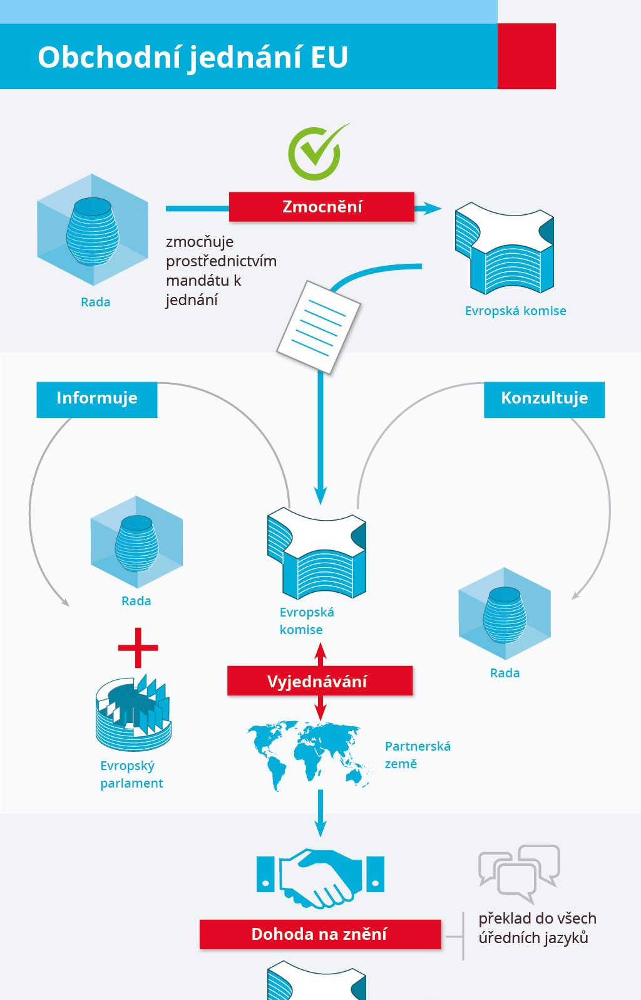 Obchodní jednání EU
Zmocnění
zmocňuje
prostřednictvím
mandátu k
jednání
Rada
Evropská komise
Informuje
Konzultuje
Rada
Evropská
komise
Rada
Vyjednávání
Partnerská
země
Evropský
parlament
překlad do všech
úředních jazyků
Dohoda na znění